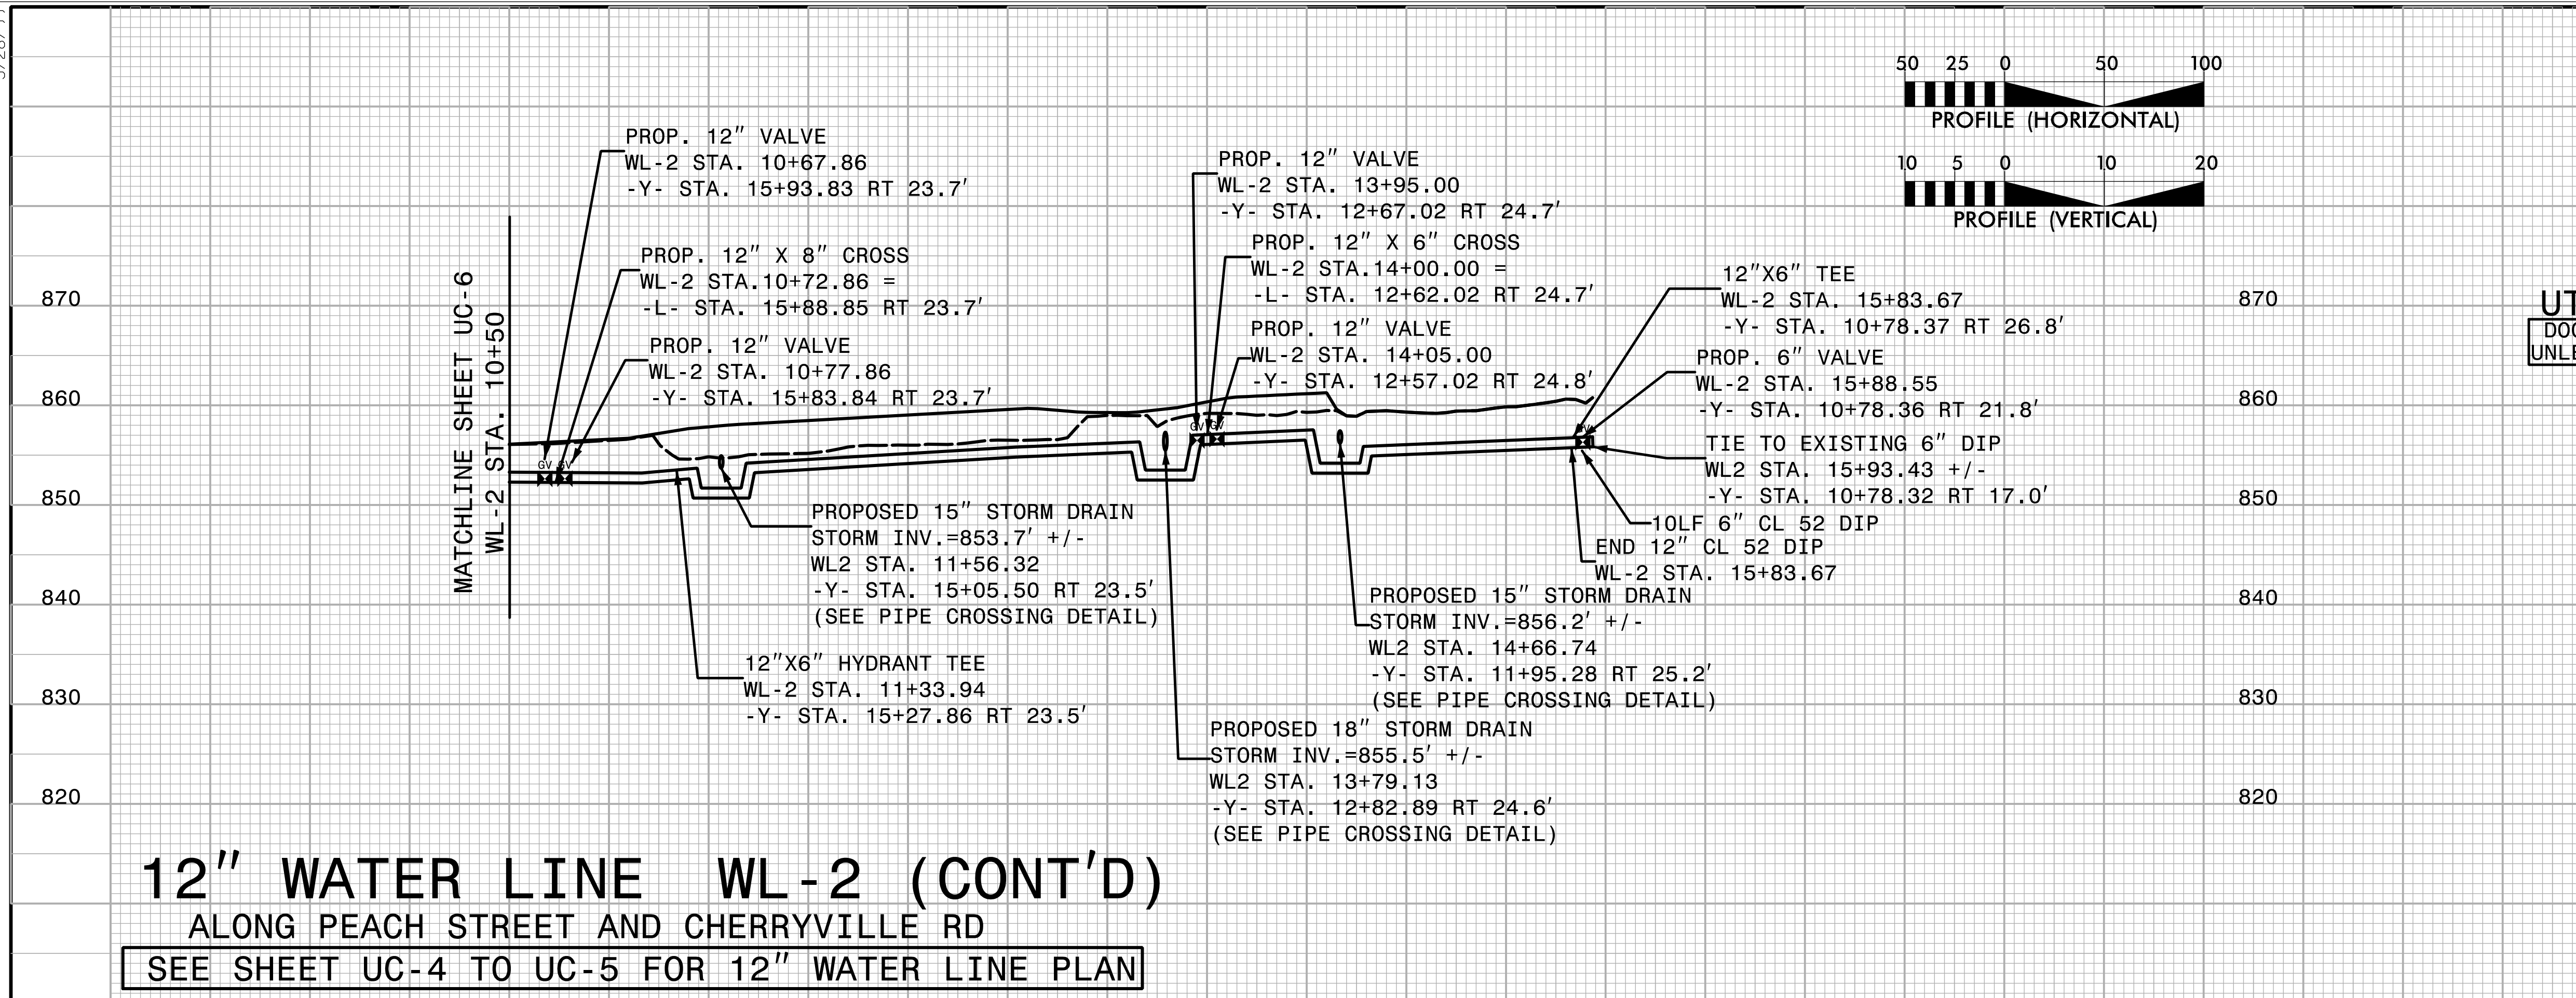 50 25 0 50 100
PROFILE (HORIZONTAL)
10 5 0 10 20
PROFILE (VERTICAL)
PROP. 12" VALVE
WL-2 STA. 10+67.86
-Y- STA. 15+93.83 RT 23.7'
PROP. 12" X 8" CROSS
WL-2 STA.10+72.86 =
-L- STA. 15+88.85 RT 23.7'
PROP. 12" VALVE
WL-2 STA. 10+77.86
-Y- STA. 15+83.84 RT 23.7'
PROP. 12" VALVE
WL-2 STA. 13+95.00
-Y- STA. 12+67.02 RT 24.7'
PROP. 12" X 6" CROSS
WL-2 STA.14+00.00 =
-L- STA. 12+62.02 RT 24.7'
PROP. 12" VALVE
WL-2 STA. 14+05.00
-Y- STA. 12+57.02 RT 24.8'
12"X6" TEE
WL-2 STA. 15+83.67
-Y- STA. 10+78.37 RT 26.8'
PROP. 6" VALVE
WL-2 STA. 15+88.55
-Y- STA. 10+78.36 RT 21.8'
TIE TO EXISTING 6" DIP
WL2 STA. 15+93.43 +/-
-Y- STA. 10+78.32 RT 17.0'
10LF 6" CL 52 DIP
END 12" CL 52 DIP
WL-2 STA. 15+83.67
MATCHLINE SHEET UC-6
WL-2 STA. 10+50
GV GV
GV GV
PROPOSED 15" STORM DRAIN
STORM INV.=853.7' +/-
WL2 STA. 11+56.32
-Y- STA. 15+05.50 RT 23.5'
(SEE PIPE CROSSING DETAIL)
12"X6" HYDRANT TEE
WL-2 STA. 11+33.94
-Y- STA. 15+27.86 RT 23.5'
PROPOSED 15" STORM DRAIN
STORM INV.=856.2' +/-
WL2 STA. 14+66.74
-Y- STA. 11+95.28 RT 25.2'
(SEE PIPE CROSSING DETAIL)
PROPOSED 18" STORM DRAIN
STORM INV.=855.5' +/-
WL2 STA. 13+79.13
-Y- STA. 12+82.89 RT 24.6'
(SEE PIPE CROSSING DETAIL)
870
860
850
840
830
820
870
860
850
840
830
820
UT
DOC
UNLE
12" WATER LINE WL-2 (CONT'D)
ALONG PEACH STREET AND CHERRYVILLE RD
SEE SHEET UC-4 TO UC-5 FOR 12" WATER LINE PLAN